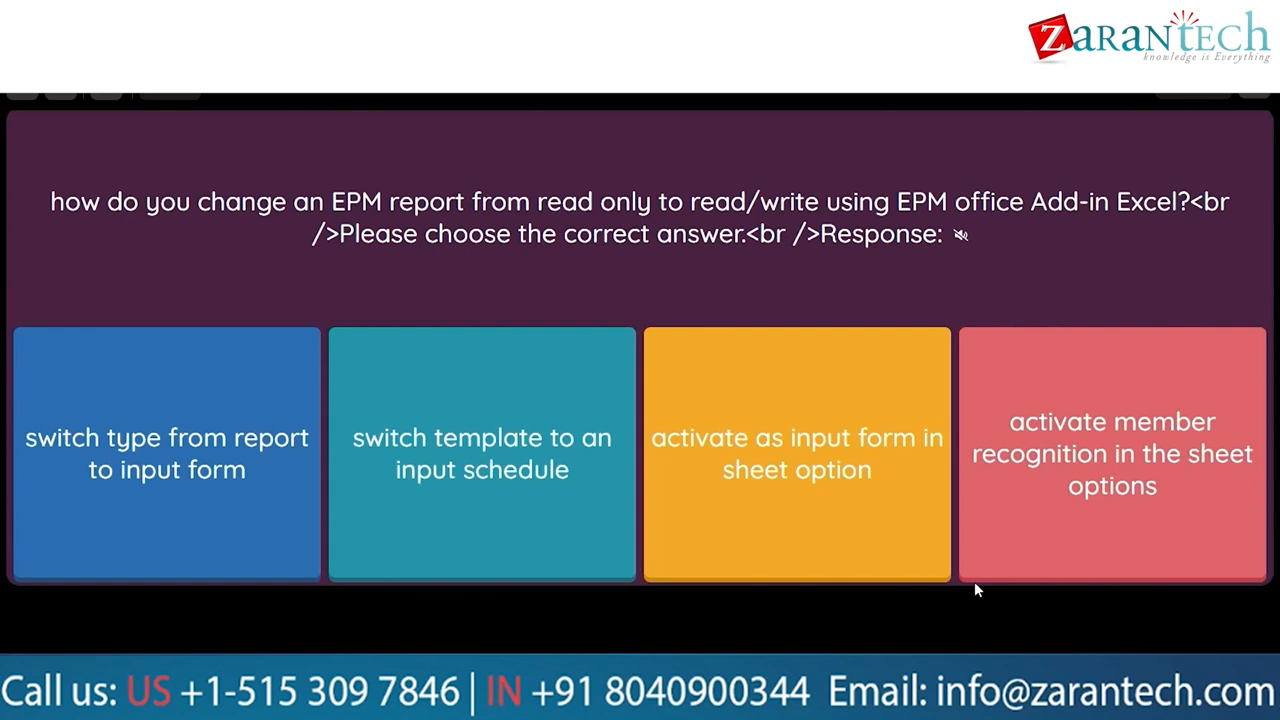 ZARANTECH
knowledge is Everything
how do you change an EPM report from read only to read/write using EPM office Add-in Excel?<br
/>Please choose the correct answer.<br />Response:
switch type from report
to input form
switch template to an
input schedule
activate as input form in
sheet option
activate member
recognition in the sheet
options
Call us: US +1-515 309 7846 | IN +91 8040900344 Email: info@zarantech.com